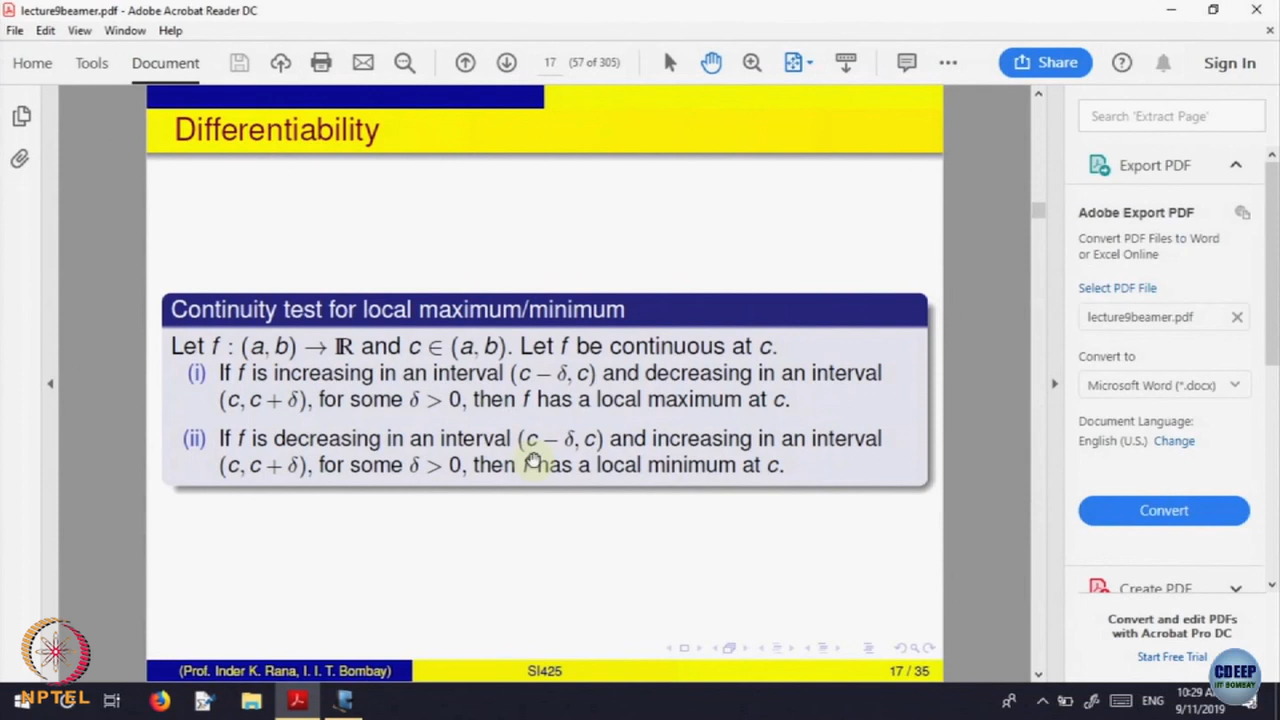 lecture9beamer.pdf - Adobe Acrobat Reader DC
File Edit View Window Help
Home Tools Document 17 (57 of 305) Share Sign In
Differentiability
Continuity test for local maximum/minimum
Let f : (a, b) → ℝ and c ∈ (a, b). Let f be continuous at c.
(i) If f is increasing in an interval (c − δ, c) and decreasing in an interval
(c, c + δ), for some δ > 0, then f has a local maximum at c.
(ii) If f is decreasing in an interval (c − δ, c) and increasing in an interval
(c, c + δ), for some δ > 0, then f has a local minimum at c.
(Prof. Inder K. Rana, I. I. T. Bombay) SI425 17 / 35
Search 'Extract Page'
Export PDF
Adobe Export PDF
Convert PDF Files to Word
or Excel Online
Select PDF File
lecture9beamer.pdf
Convert to
Microsoft Word (*.docx)
Document Language:
English (U.S.) Change
Convert
Create PDF
Convert and edit PDFs
with Acrobat Pro DC
Start Free Trial
NPTEL
CDEEP
IIT BOMBAY
ENG
10:29
9/11/2019